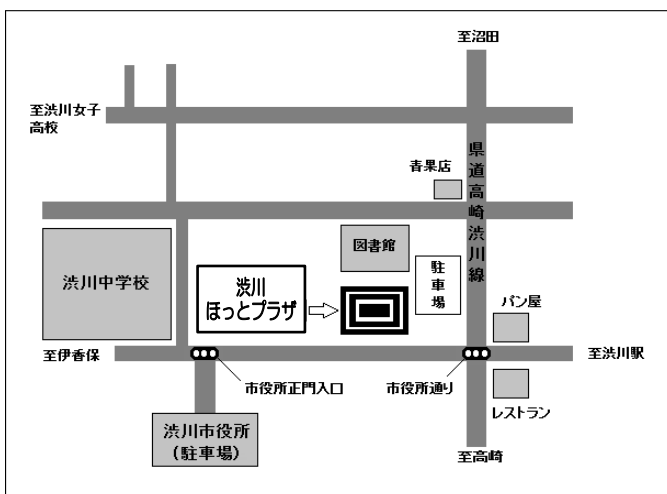 至沼田
至渋川女子
高校
県道高崎渋川線
青果店
図書館
渋川中学校
渋川
ほっとプラザ
駐車場
パン屋
至伊香保
至渋川駅
市役所正門入口
市役所通り
レストラン
渋川市役所
(駐車場)
至高崎